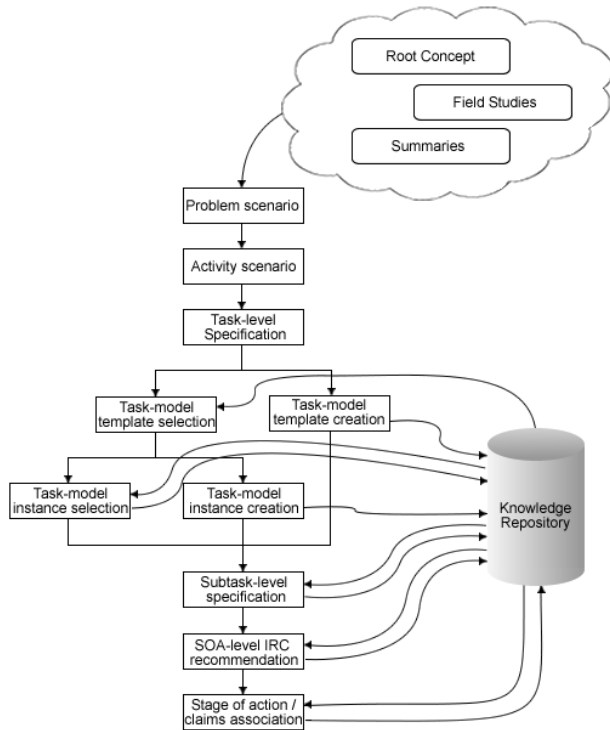 Root Concept
Field Studies
Summaries
Problem scenario
Activity scenario
Task-level
Specification
Task-model
template selection
Task-model
template creation
Task-model
instance selection
Task-model
instance creation
Knowledge
Repository
Subtask-level
specification
SOA-level IRC
recommendation
Stage of action /
claims association